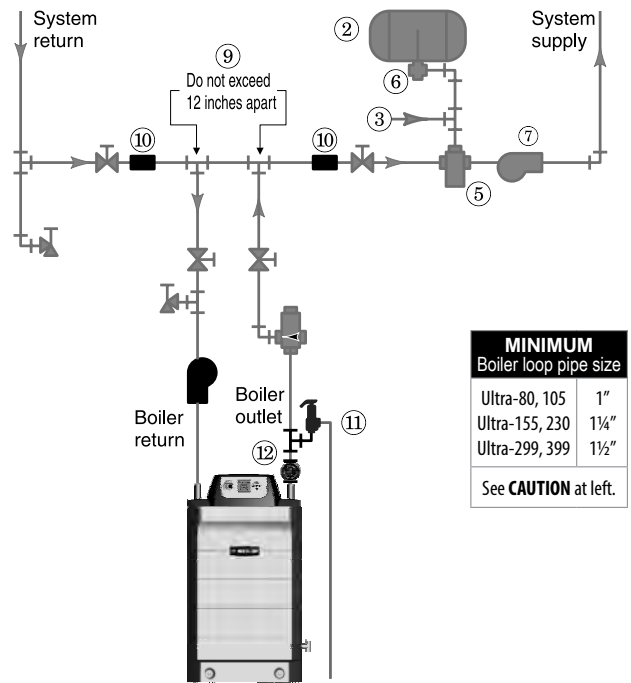 System
return
System
supply
②
⑨
Do not exceed
12 inches apart
⑥
③
⑩
⑩
⑦
⑤
Boiler
return
Boiler
outlet
⑪
⑫
MINIMUM
Boiler loop pipe size
Ultra-80, 105 1”
Ultra-155, 230 1¼”
Ultra-299, 399 1½”
See CAUTION at left.